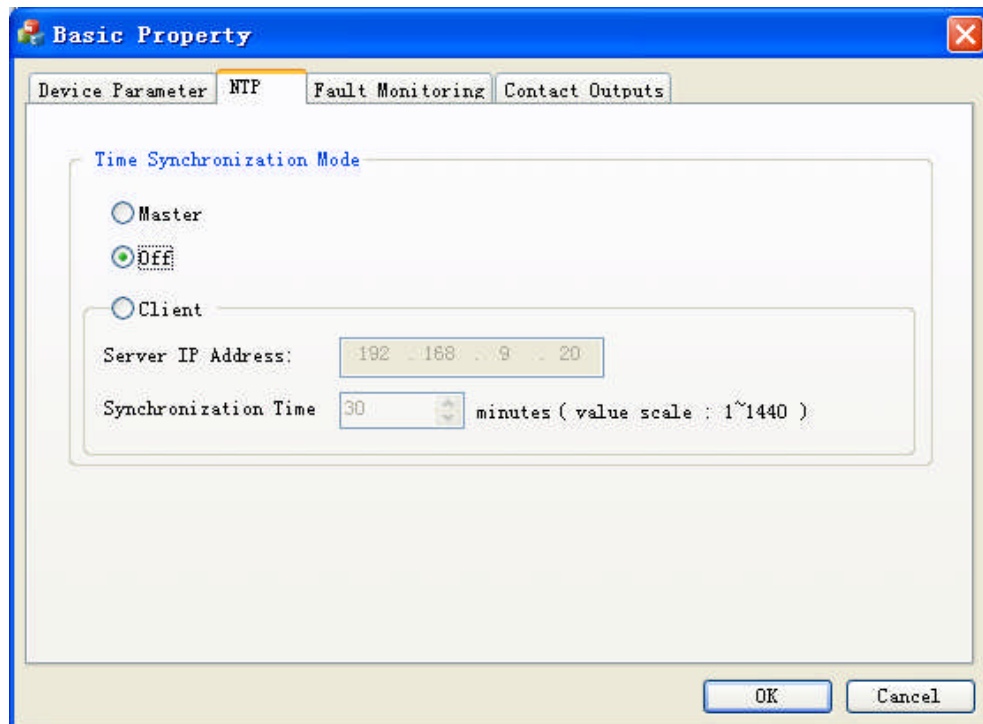 Basic Property
Device Parameter NTP Fault Monitoring Contact Outputs
Time Synchronization Mode
Master
Off
Client
Server IP Address: 192 . 168 . 9 . 20
Synchronization Time 30 minutes ( value scale : 1~1440 )
OK Cancel